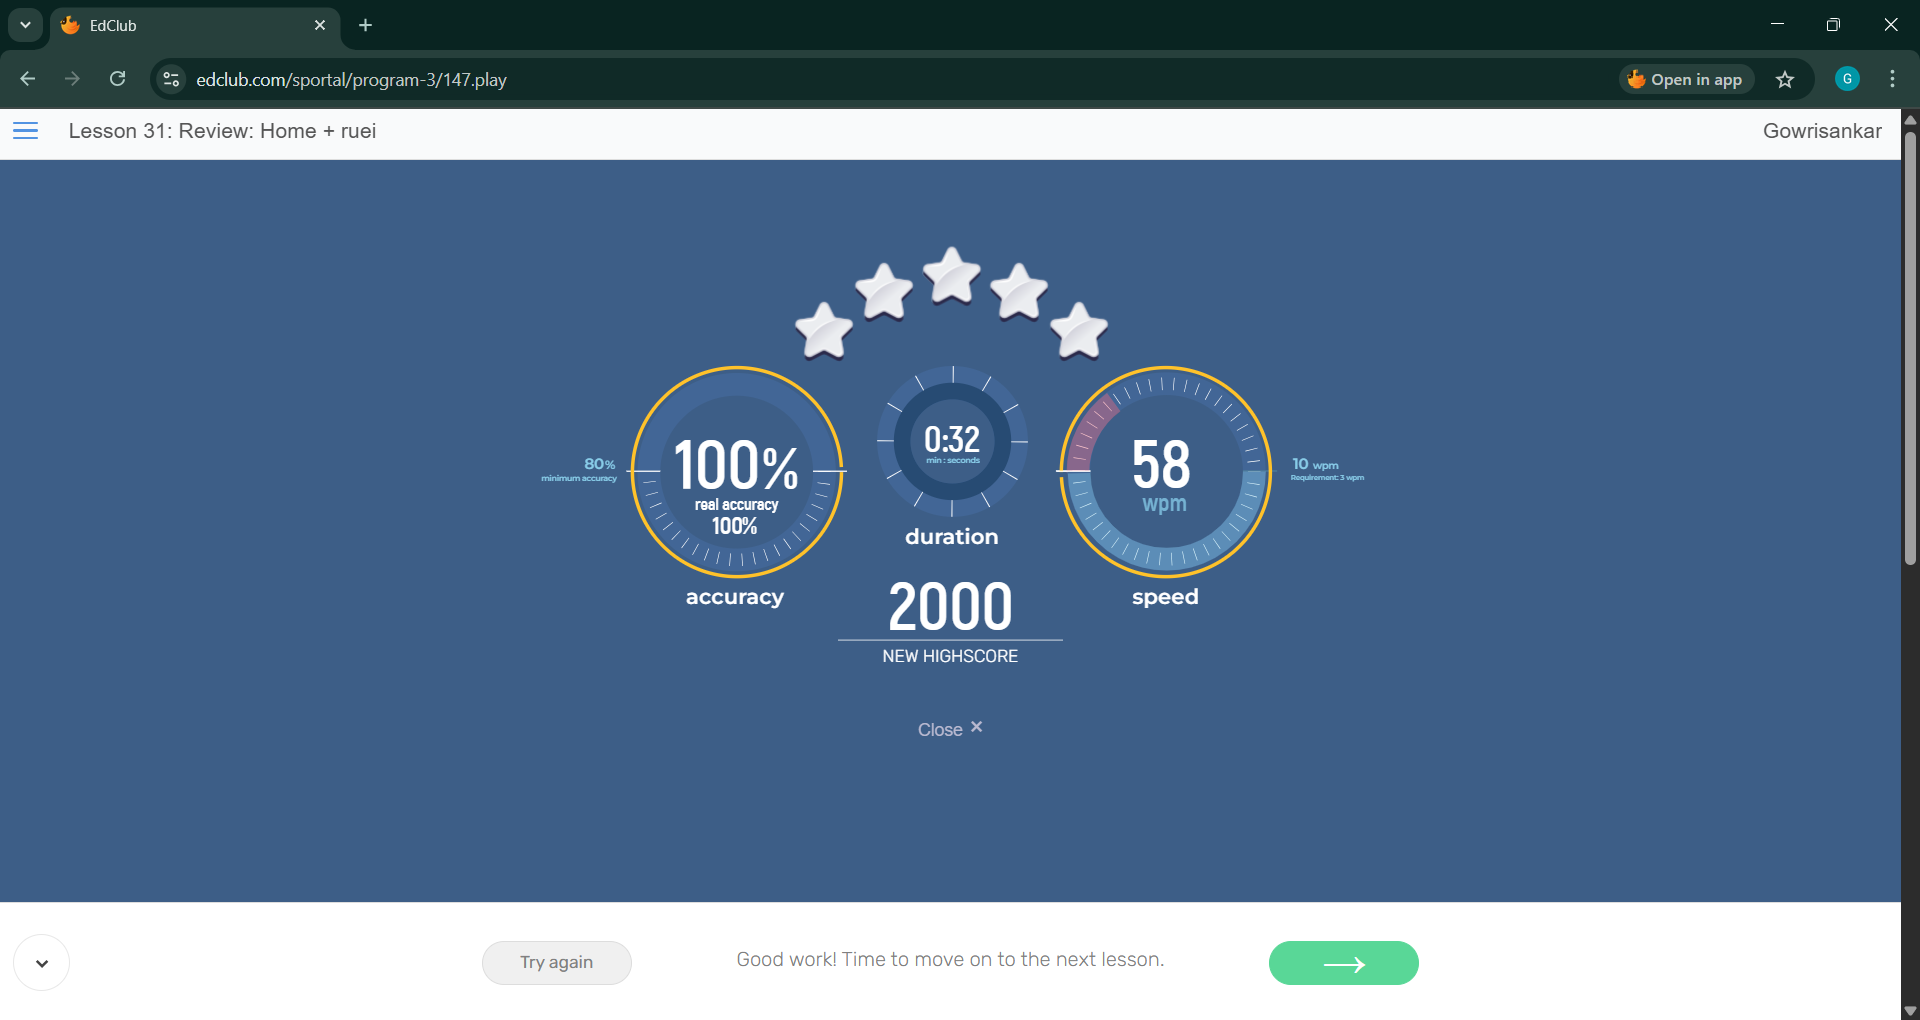 EdClub
edclub.com/sportal/program-3/147.play
Open in app
G
Lesson 31: Review: Home + ruei
Gowrisankar
80%
minimum accuracy
100%
real accuracy
100%
accuracy
0:32
min : seconds
duration
58
wpm
speed
10 wpm
Requirement: 3 wpm
2000
NEW HIGHSCORE
Close ×
Try again
Good work! Time to move on to the next lesson.